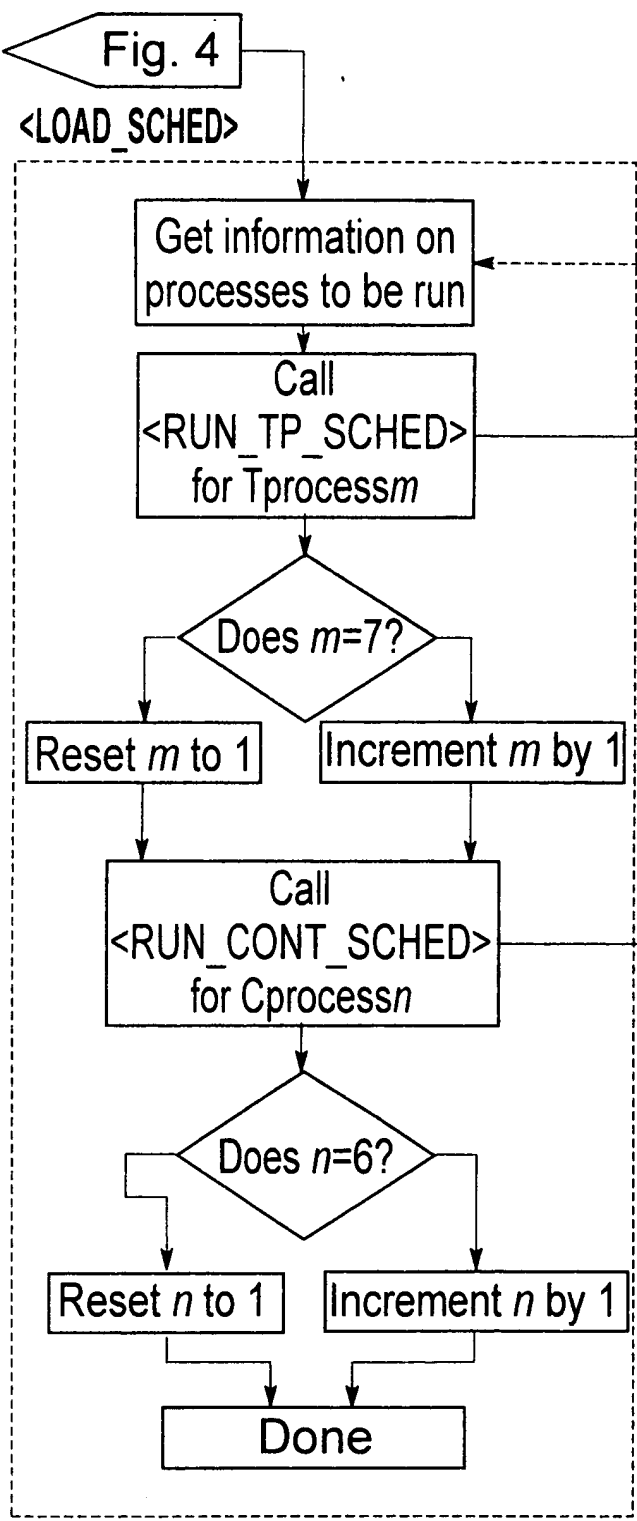 Fig. 4
<LOAD_SCHED>
Get information on
processes to be run
Call
<RUN_TP_SCHED>
for Tprocessm
Does m=7?
Reset m to 1
Increment m by 1
Call
<RUN_CONT_SCHED>
for Cprocessn
Does n=6?
Reset n to 1
Increment n by 1
Done